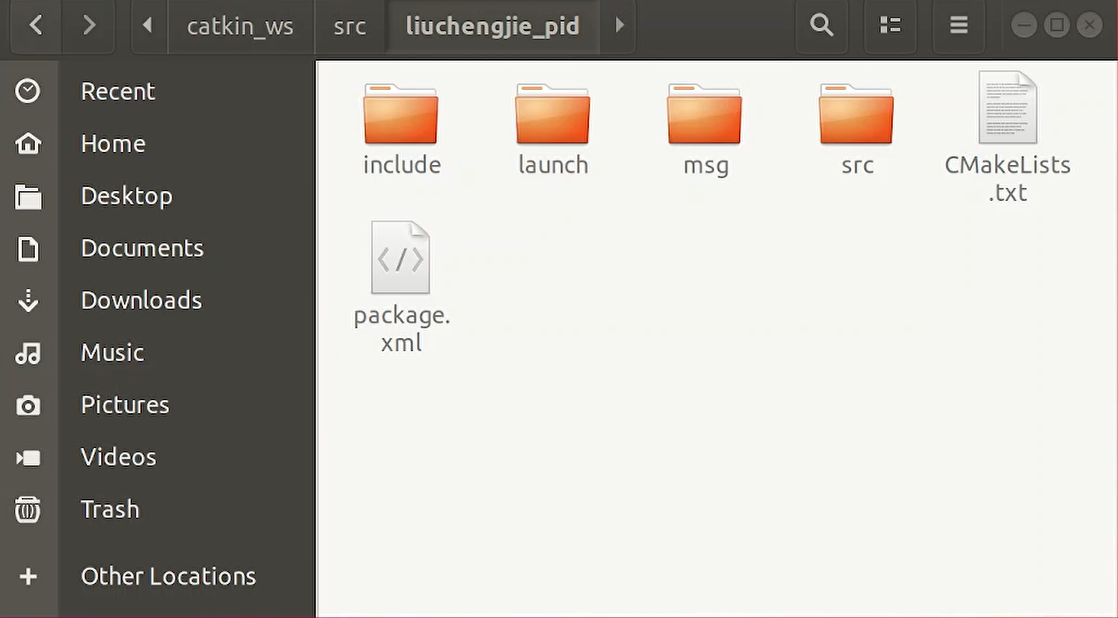 catkin_ws src liuchengjie_pid
Recent
Home
Desktop
Documents
Downloads
Music
Pictures
Videos
Trash
Other Locations
include launch msg src CMakeLists
.txt
package.
xml